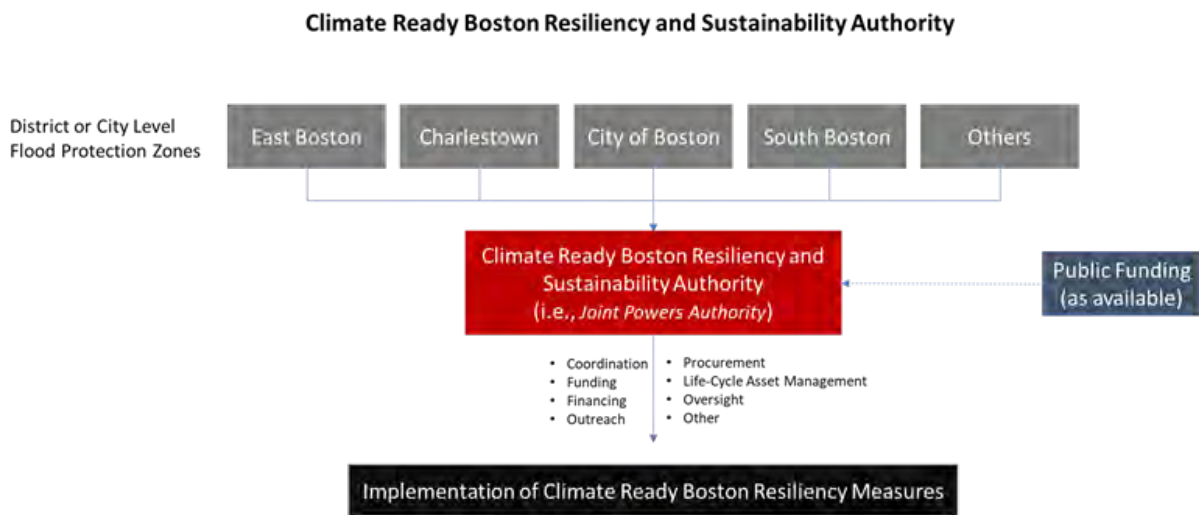 Climate Ready Boston Resiliency and Sustainability Authority
District or City Level
Flood Protection Zones
East Boston
Charlestown
City of Boston
South Boston
Others
Climate Ready Boston Resiliency and
Sustainability Authority
(i.e., Joint Powers Authority)
Public Funding
(as available)
• Coordination
• Funding
• Financing
• Outreach
• Procurement
• Life-Cycle Asset Management
• Oversight
• Other
Implementation of Climate Ready Boston Resiliency Measures